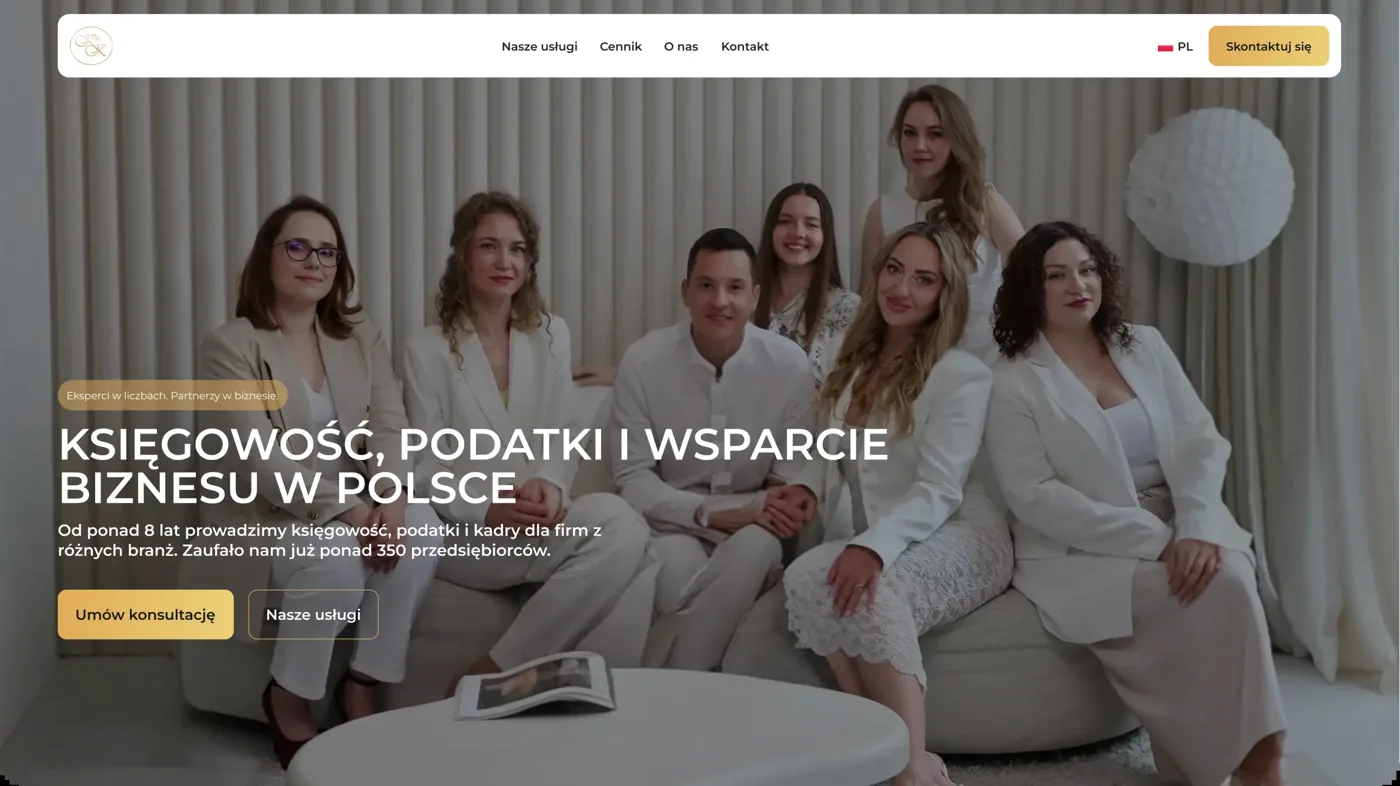 Nasze usługi
Cennik
O nas
Kontakt
PL
Skontaktuj się
Eksperci w liczbach. Partnerzy w biznesie.
KSIĘGOWOŚĆ, PODATKI I WSPARCIE
BIZNESU W POLSCE
Od ponad 8 lat prowadzimy księgowość, podatki i kadry dla firm z
różnych branż. Zaufało nam już ponad 350 przedsiębiorców.
Umów konsultację
Nasze usługi